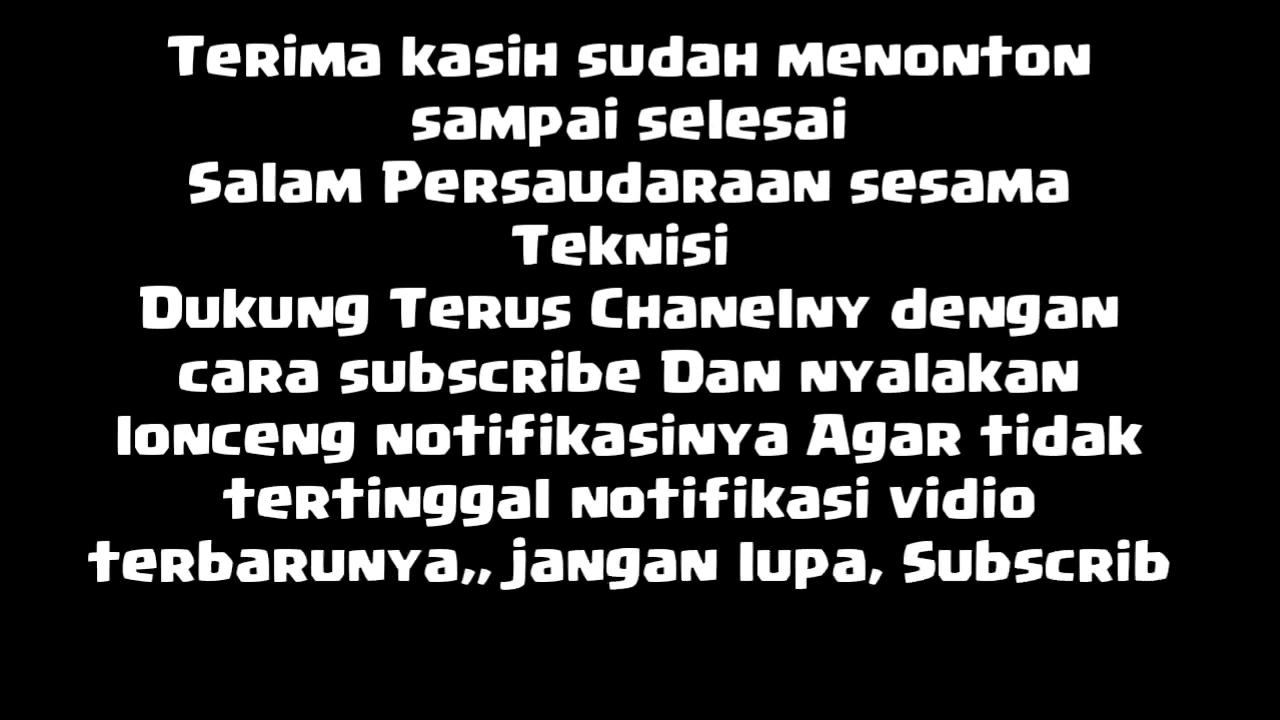 Terima kasih sudah menonton
sampai selesai
Salam Persaudaraan sesama
Teknisi
Dukung Terus Chanelny dengan
cara subscribe Dan nyalakan
lonceng notifikasinya Agar tidak
tertinggal notifikasi vidio
terbarunya,, jangan lupa, Subscrib